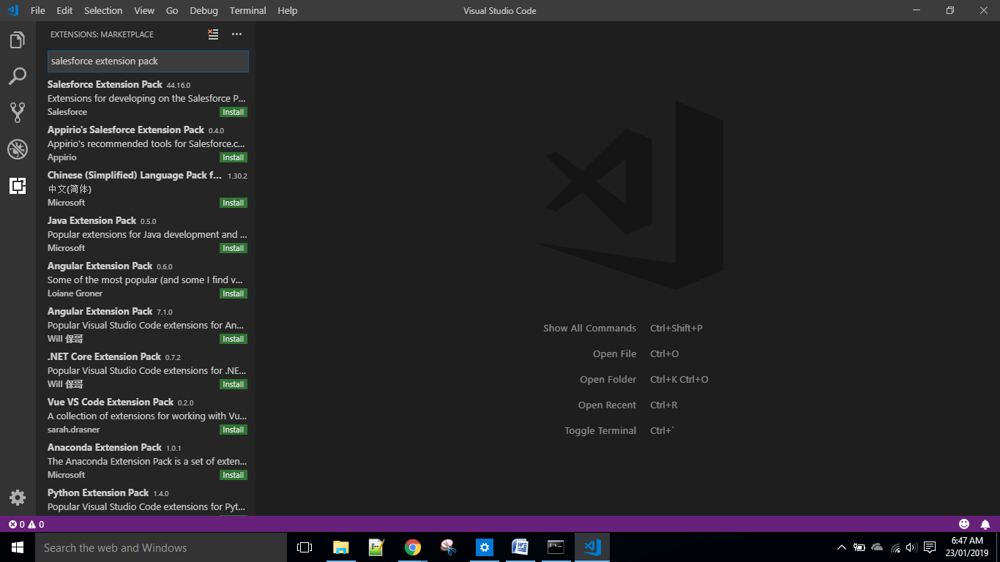 File Edit Selection View Go Debug Terminal Help Visual Studio Code
EXTENSIONS: MARKETPLACE
salesforce extension pack
Salesforce Extension Pack 44.16.0
Extensions for developing on the Salesforce P...
Salesforce Install
Appirio's Salesforce Extension Pack 0.4.0
Appirio's recommended tools for Salesforce.c...
Appirio Install
Chinese (Simplified) Language Pack f... 1.30.2
中文(简体)
Microsoft Install
Java Extension Pack 0.5.0
Popular extensions for Java development and ...
Microsoft Install
Angular Extension Pack 0.6.0
Some of the most popular (and some I find v...
Loiane Groner Install
Angular Extension Pack 7.1.0
Popular Visual Studio Code extensions for An...
Will 保哥 Install
.NET Core Extension Pack 0.7.2
Popular Visual Studio Code extensions for .NE...
Will 保哥 Install
Vue VS Code Extension Pack 0.2.0
A collection of extensions for working with Vu...
sarah.drasner Install
Anaconda Extension Pack 1.0.1
The Anaconda Extension Pack is a set of exten...
Microsoft Install
Python Extension Pack 1.4.0
Popular Visual Studio Code extensions for Pyt...
Show All Commands Ctrl+Shift+P
Open File Ctrl+O
Open Folder Ctrl+K Ctrl+O
Open Recent Ctrl+R
Toggle Terminal Ctrl+`
0 0
Search the web and Windows
6:47 AM
23/01/2019